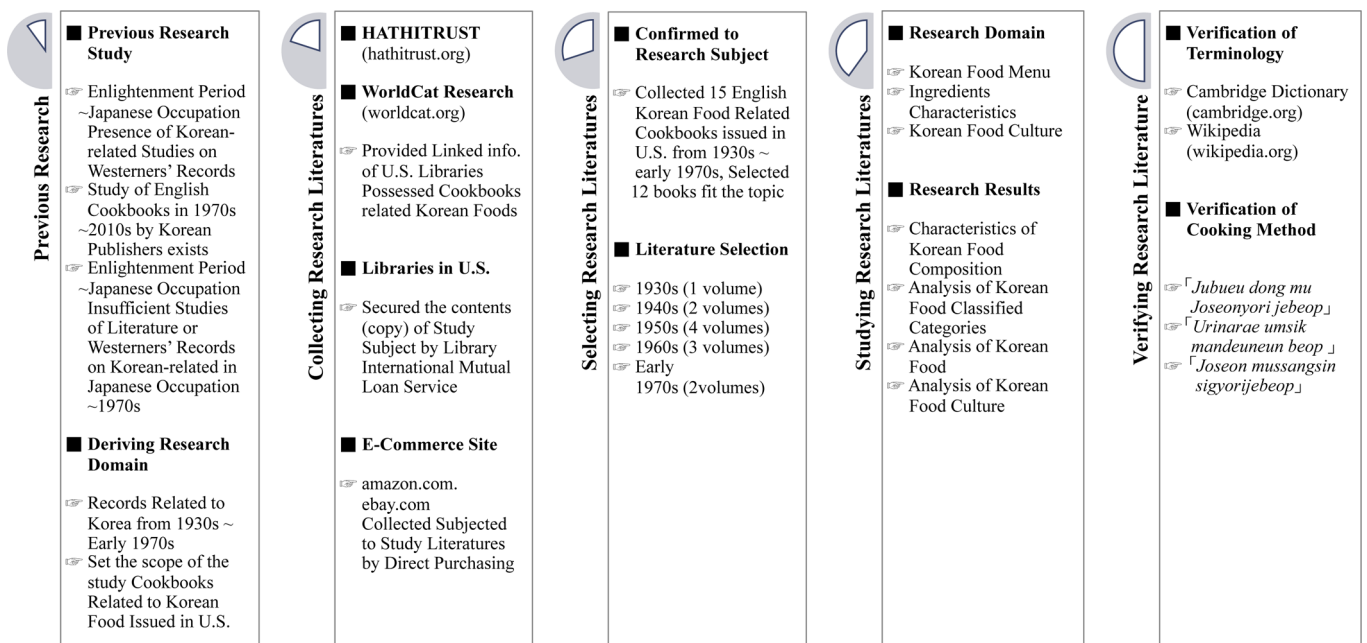 Previous Research
■ Previous Research
Study
☞ Enlightenment Period
~Japanese Occupation
Presence of Korean-
related Studies on
Westerners' Records
☞ Study of English
Cookbooks in 1970s
~2010s by Korean
Publishers exists
☞ Enlightenment Period
~Japanese Occupation
Insufficient Studies
of Literature or
Westerners' Records
on Korean-related in
Japanese Occupation
~1970s
■ Deriving Research
Domain
☞ Records Related to
Korea from 1930s ~
Early 1970s
☞ Set the scope of the
study Cookbooks
Related to Korean
Food Issued in U.S.
Collecting Research Literatures
■ HATHITRUST
(hathitrust.org)
■ WorldCat Research
(worldcat.org)
☞ Provided Linked info.
of U.S. Libraries
Possessed Cookbooks
related Korean Foods
■ Libraries in U.S.
☞ Secured the contents
(copy) of Study
Subject by Library
International Mutual
Loan Service
■ E-Commerce Site
☞ amazon.com.
ebay.com
Collected Subjected
to Study Literatures
by Direct Purchasing
Selecting Research Literatures
■ Confirmed to
Research Subject
☞ Collected 15 English
Korean Food Related
Cookbooks issued in
U.S. from 1930s ~
early 1970s, Selected
12 books fit the topic
■ Literature Selection
☞ 1930s (1 volume)
☞ 1940s (2 volumes)
☞ 1950s (4 volumes)
☞ 1960s (3 volumes)
☞ Early
1970s (2volumes)
Studying Research Literatures
■ Research Domain
☞ Korean Food Menu
☞ Ingredients
Characteristics
☞ Korean Food Culture
■ Research Results
☞ Characteristics of
Korean Food
Composition
☞ Analysis of Korean
Food Classified
Categories
☞ Analysis of Korean
Food
☞ Analysis of Korean
Food Culture
Verifying Research Literature
■ Verification of
Terminology
☞ Cambridge Dictionary
(cambridge.org)
☞ Wikipedia
(wikipedia.org)
■ Verification of
Cooking Method
☞「Jubueu dong mu
Joseonyori jebeop」
☞「Urinarae umsik
mandeuneun beop 」
☞「Joseon mussangsin
sigyorijebeop」